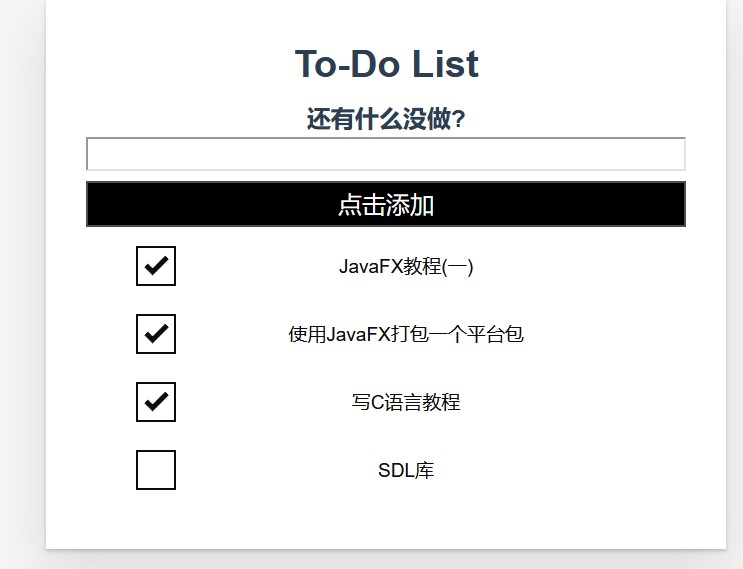 To-Do List
还有什么没做?
点击添加
JavaFX教程(一)
使用JavaFX打包一个平台包
写C语言教程
SDL库